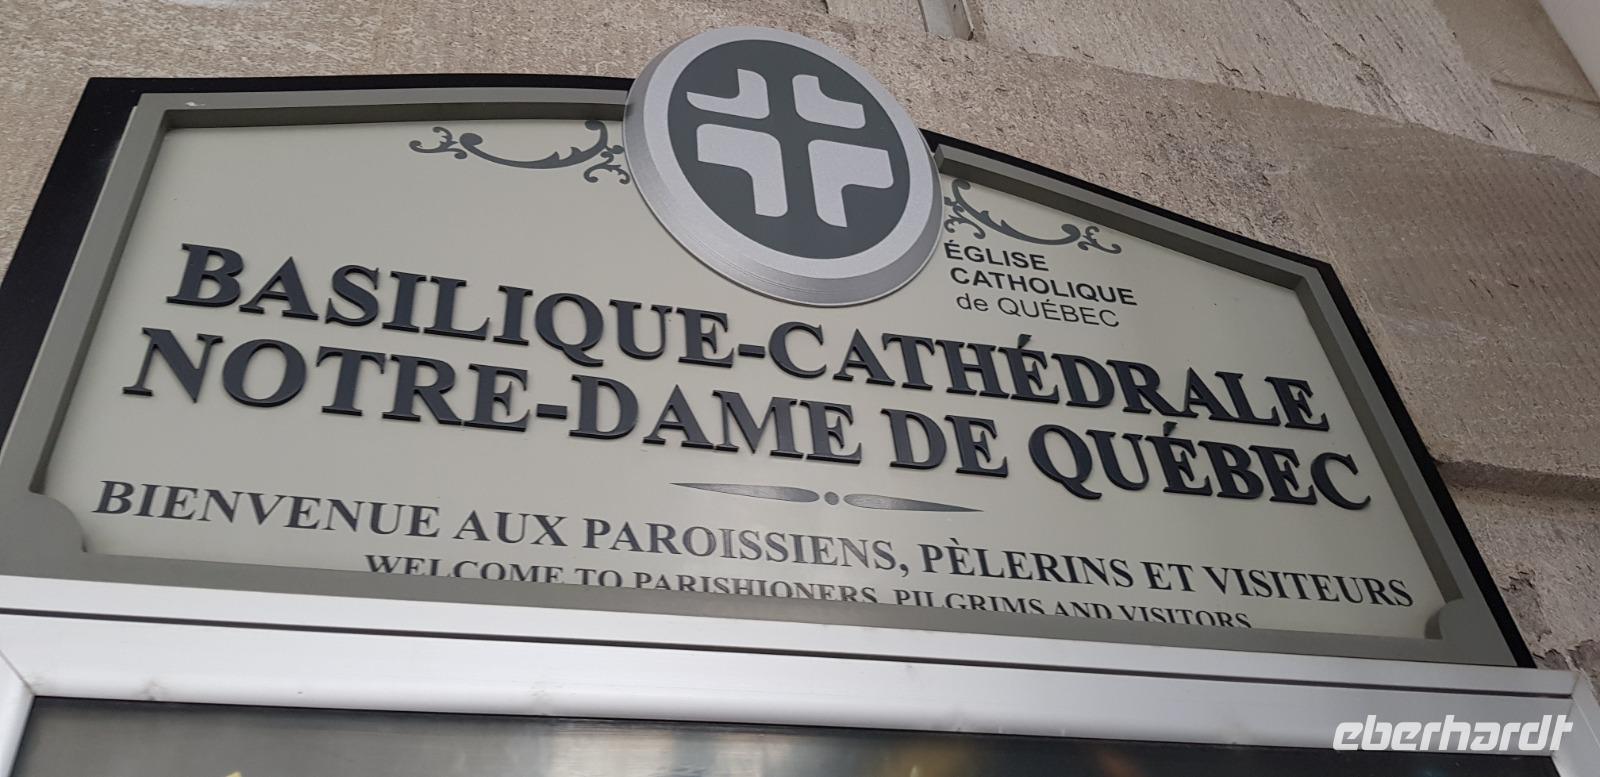 ÉGLISE
CATHOLIQUE
de QUÉBEC
BASILIQUE-CATHÉDRALE
NOTRE-DAME DE QUÉBEC
BIENVENUE AUX PAROISSIENS, PÈLERINS ET VISITEURS
WELCOME TO PARISHIONERS, PILGRIMS AND VISITORS
eberhardt